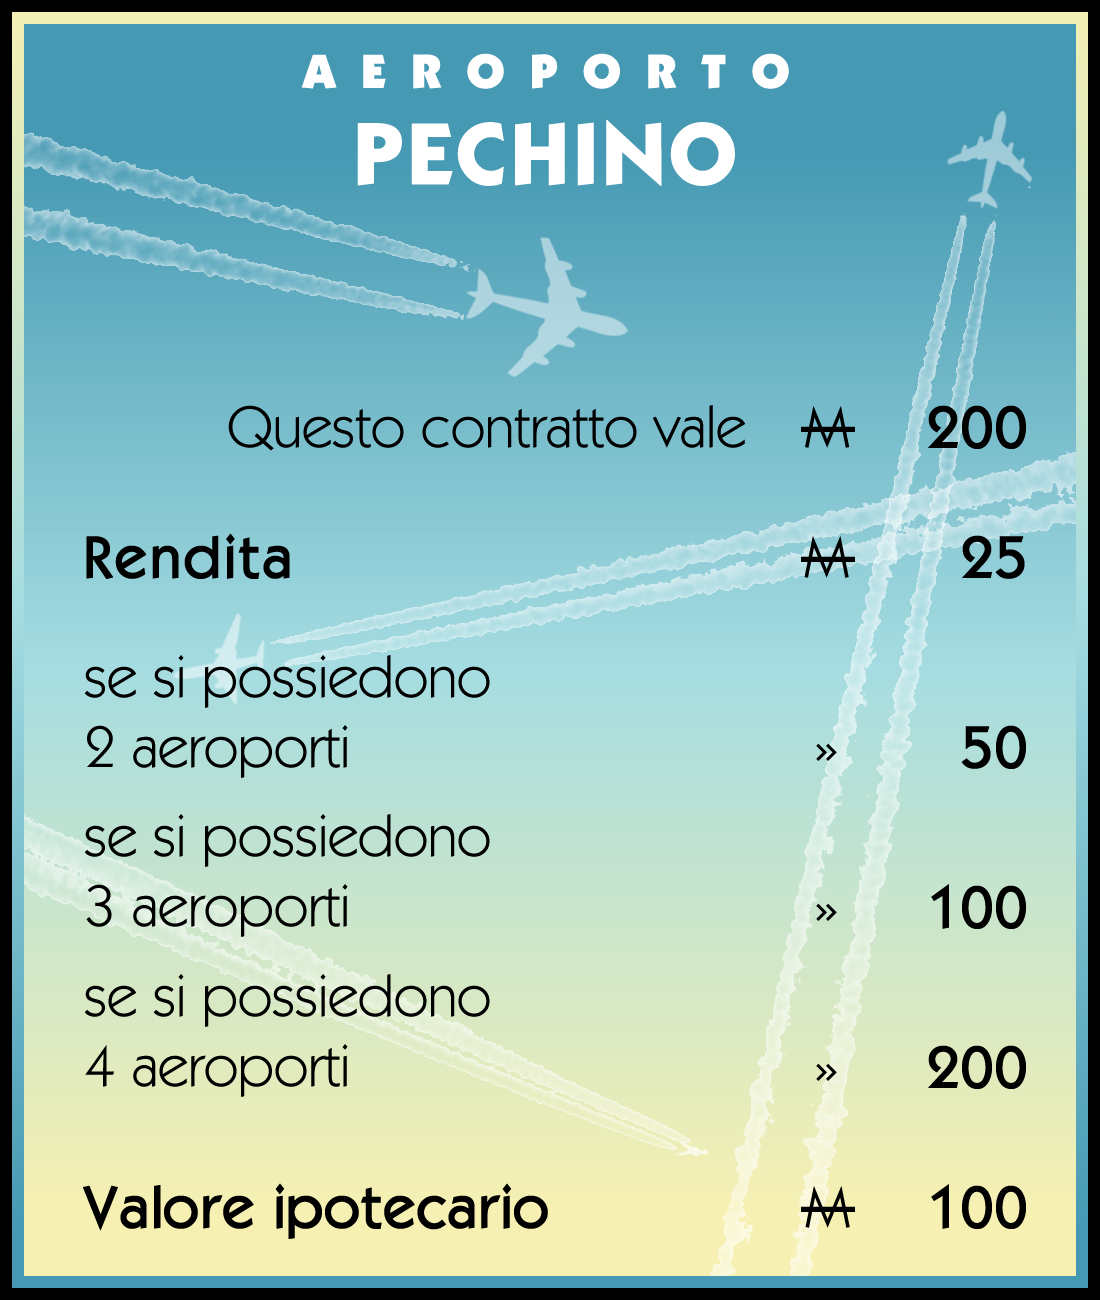 AEROPORTO
PECHINO
Questo contratto vale M 200
Rendita M 25
se si possiedono
2 aeroporti » 50
se si possiedono
3 aeroporti » 100
se si possiedono
4 aeroporti » 200
Valore ipotecario M 100